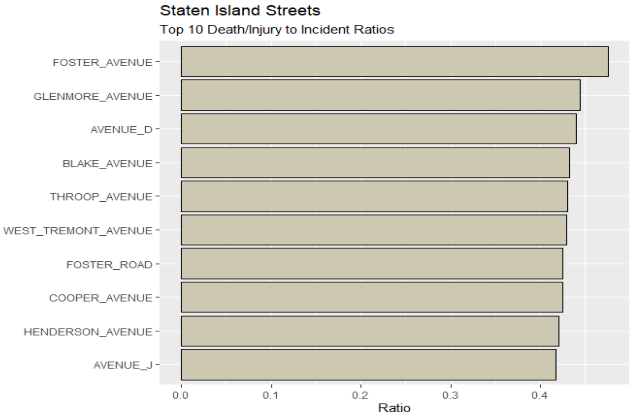 Staten Island Streets
Top 10 Death/Injury to Incident Ratios
FOSTER_AVENUE
GLENMORE_AVENUE
AVENUE_D
BLAKE_AVENUE
THROOP_AVENUE
WEST_TREMONT_AVENUE
FOSTER_ROAD
COOPER_AVENUE
HENDERSON_AVENUE
AVENUE_J
0.0 0.1 0.2 0.3 0.4
Ratio